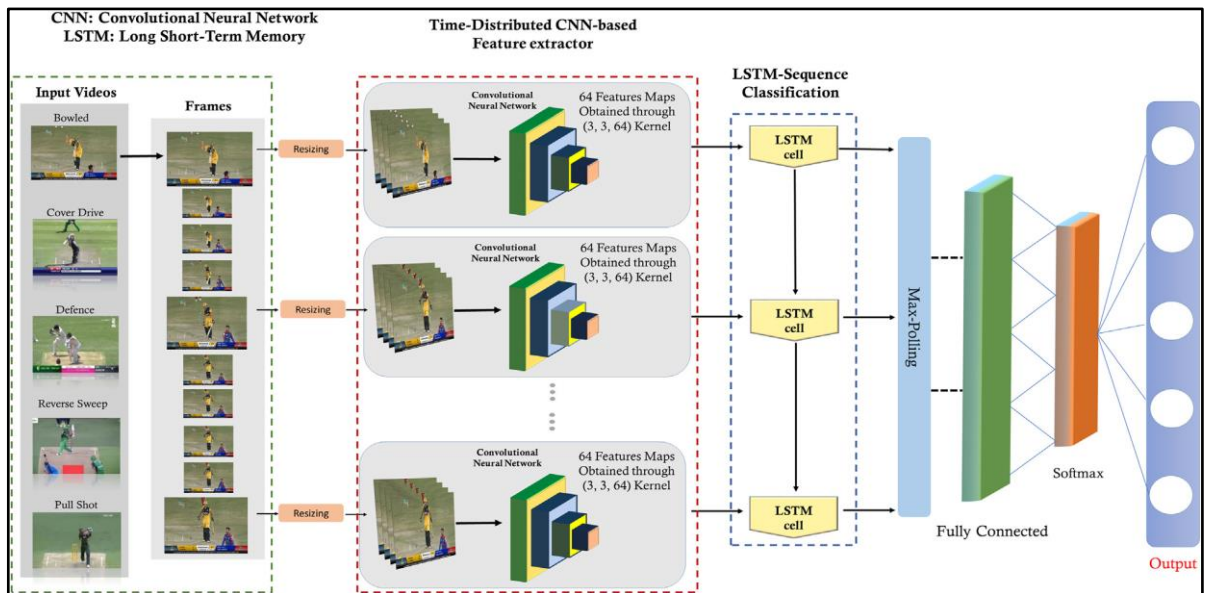 CNN: Convolutional Neural Network
LSTM: Long Short-Term Memory
Time-Distributed CNN-based
Feature extractor
LSTM-Sequence
Classification
Input Videos
Frames
Bowled
Cover Drive
Defence
Reverse Sweep
Pull Shot
Resizing
Resizing
Resizing
Convolutional
Neural Network
64 Features Maps
Obtained through
(3, 3, 64) Kernel
Convolutional
Neural Network
64 Features Maps
Obtained through
(3, 3, 64) Kernel
Convolutional
Neural Network
64 Features Maps
Obtained through
(3, 3, 64) Kernel
LSTM
cell
LSTM
cell
LSTM
cell
Max-Polling
Fully Connected
Softmax
Output